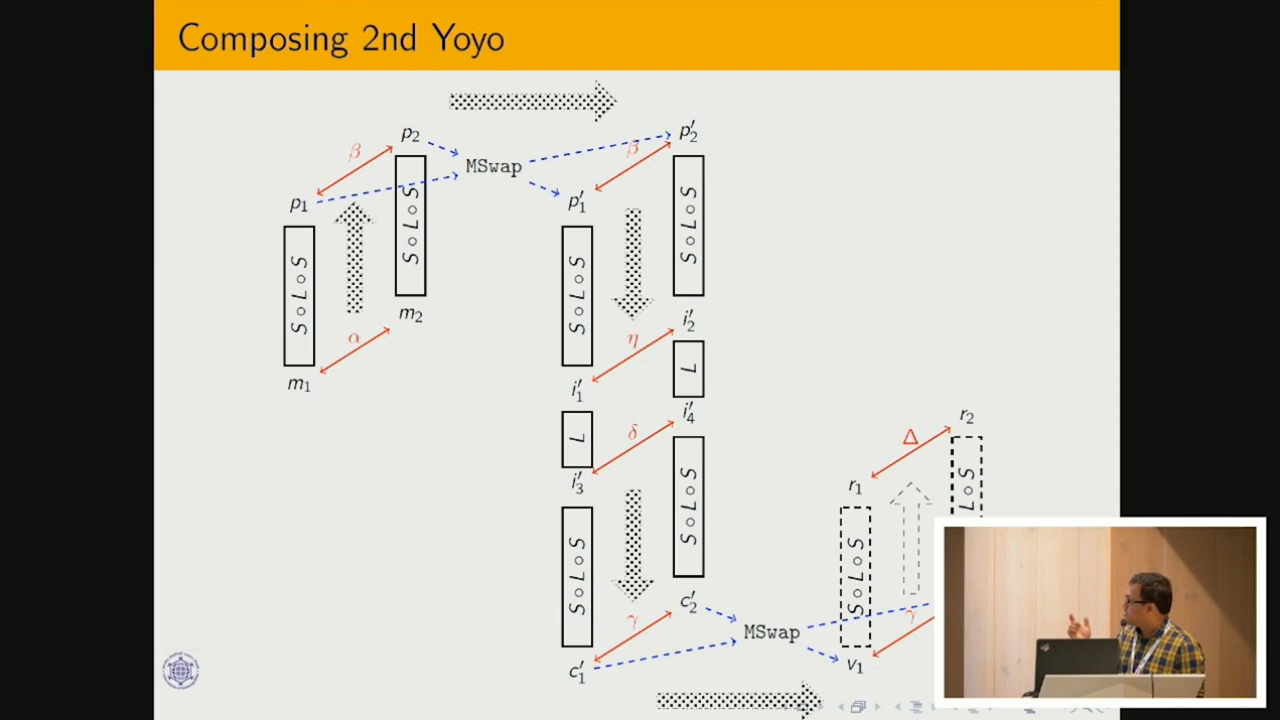 Composing 2nd Yoyo
p₂
p′₂
β
β
MSwap
p₁
p′₁
S∘L∘S
S∘L∘S
S∘L∘S
S∘L∘S
m₂
i′₂
α
η
m₁
i′₁
L
L
i′₄
r₂
δ
Δ
i′₃
r₁
S∘L∘S
S∘L∘S
S∘L∘S
L∘S
c′₂
γ
γ
MSwap
c′₁
v₁